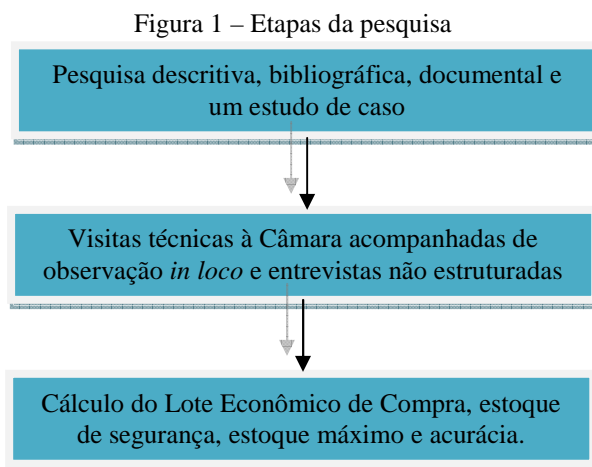 Figura 1 – Etapas da pesquisa
Pesquisa descritiva, bibliográfica, documental e
um estudo de caso
Visitas técnicas à Câmara acompanhadas de
observação in loco e entrevistas não estruturadas
Cálculo do Lote Econômico de Compra, estoque
de segurança, estoque máximo e acurácia.